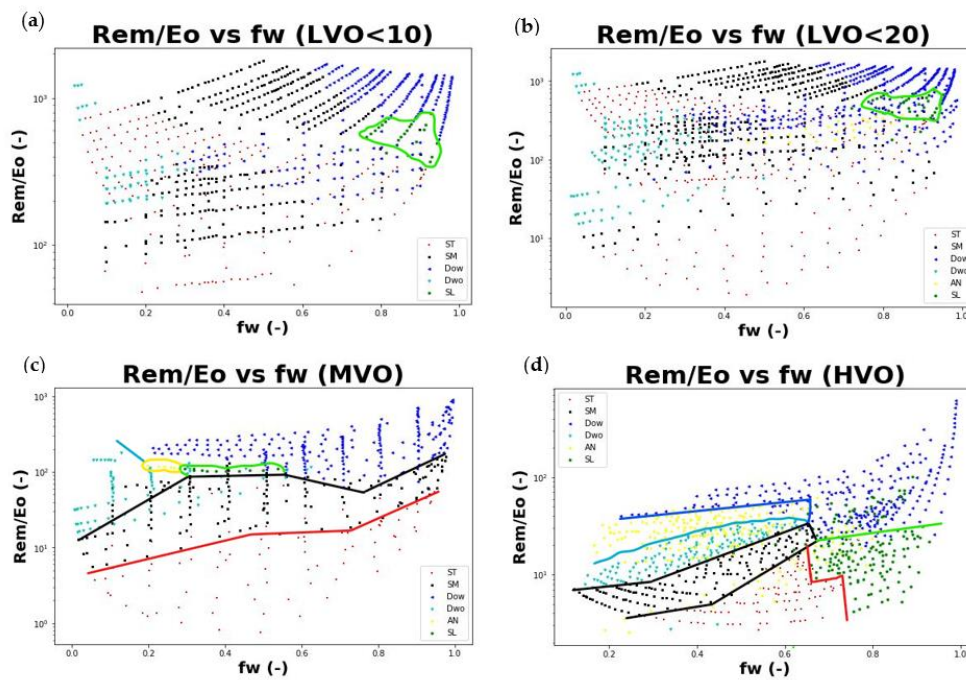 (a)
Rem/Eo vs fw (LVO<10)
Rem/Eo (-)
10³
10²
0.0 0.2 0.4 0.6 0.8 1.0
fw (-)
ST
SM
Dow
Dwo
SL
(b)
Rem/Eo vs fw (LVO<20)
Rem/Eo (-)
10³
10²
10¹
0.0 0.2 0.4 0.6 0.8 1.0
fw (-)
ST
SM
Dow
Dwo
AN
SL
(c)
Rem/Eo vs fw (MVO)
Rem/Eo (-)
10³
10²
10¹
10⁰
0.0 0.2 0.4 0.6 0.8 1.0
fw (-)
ST
SM
Dow
Dwo
AN
SL
(d)
Rem/Eo vs fw (HVO)
Rem/Eo (-)
10²
10¹
0.2 0.4 0.6 0.8 1.0
fw (-)
ST
SM
Dow
Dwo
AN
SL